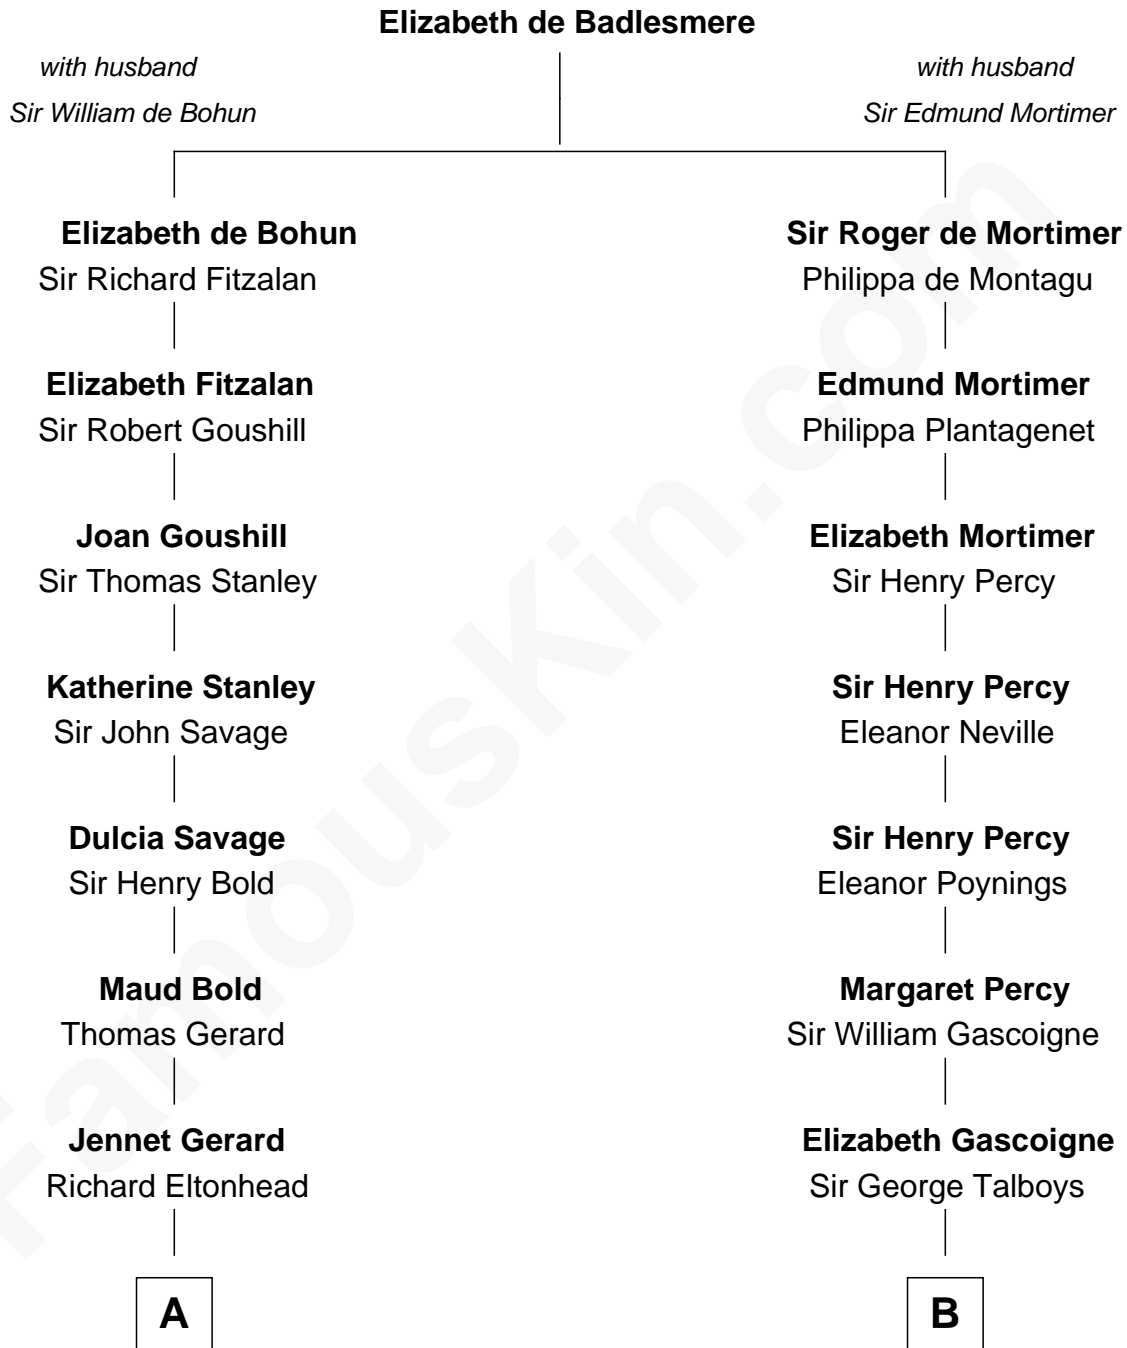 Elizabeth de Badlesmere
with husband
Sir William de Bohun
with husband
Sir Edmund Mortimer
Elizabeth de Bohun
Sir Richard Fitzalan
Sir Roger de Mortimer
Philippa de Montagu
Elizabeth Fitzalan
Sir Robert Goushill
Edmund Mortimer
Philippa Plantagenet
Joan Goushill
Sir Thomas Stanley
Elizabeth Mortimer
Sir Henry Percy
Katherine Stanley
Sir John Savage
Sir Henry Percy
Eleanor Neville
Dulcia Savage
Sir Henry Bold
Sir Henry Percy
Eleanor Poynings
Maud Bold
Thomas Gerard
Margaret Percy
Sir William Gascoigne
Jennet Gerard
Richard Eltonhead
Elizabeth Gascoigne
Sir George Talboys
A
B
FamousKin.com